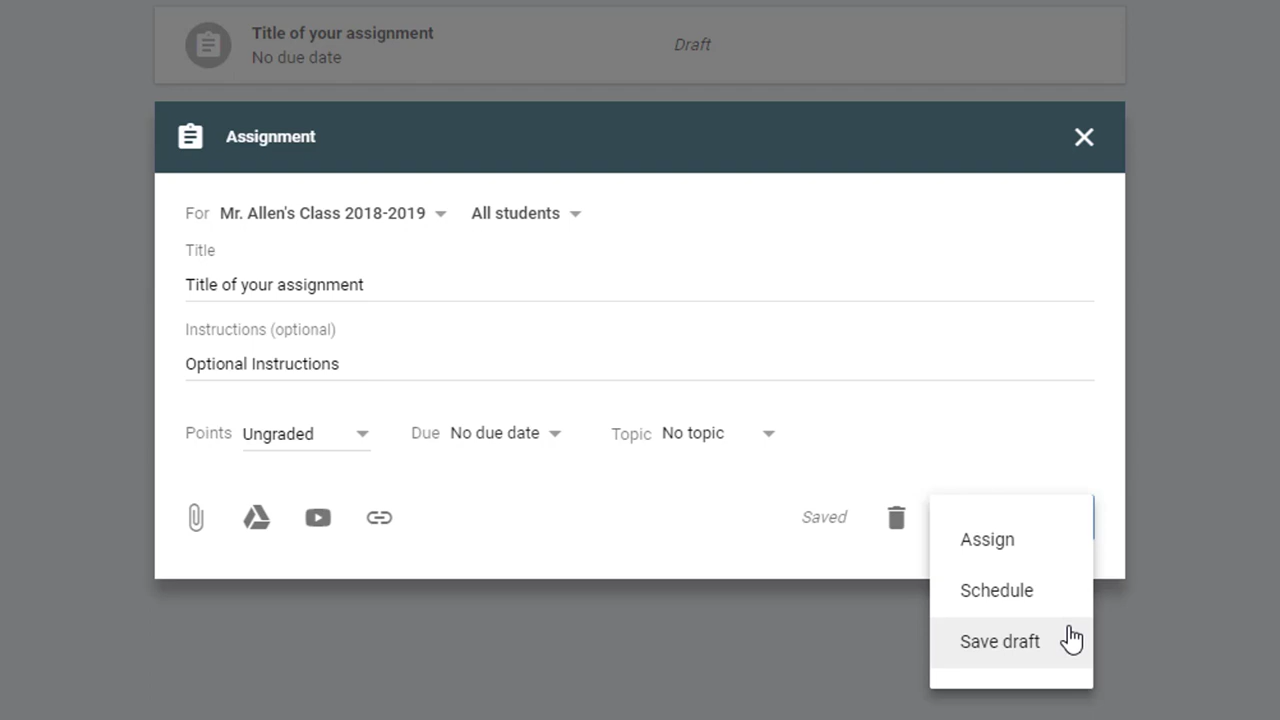 Title of your assignment
No due date
Draft
Assignment
For Mr. Allen's Class 2018-2019 All students
Title
Title of your assignment
Instructions (optional)
Optional Instructions
Points Ungraded Due No due date Topic No topic
Saved
Assign
Schedule
Save draft